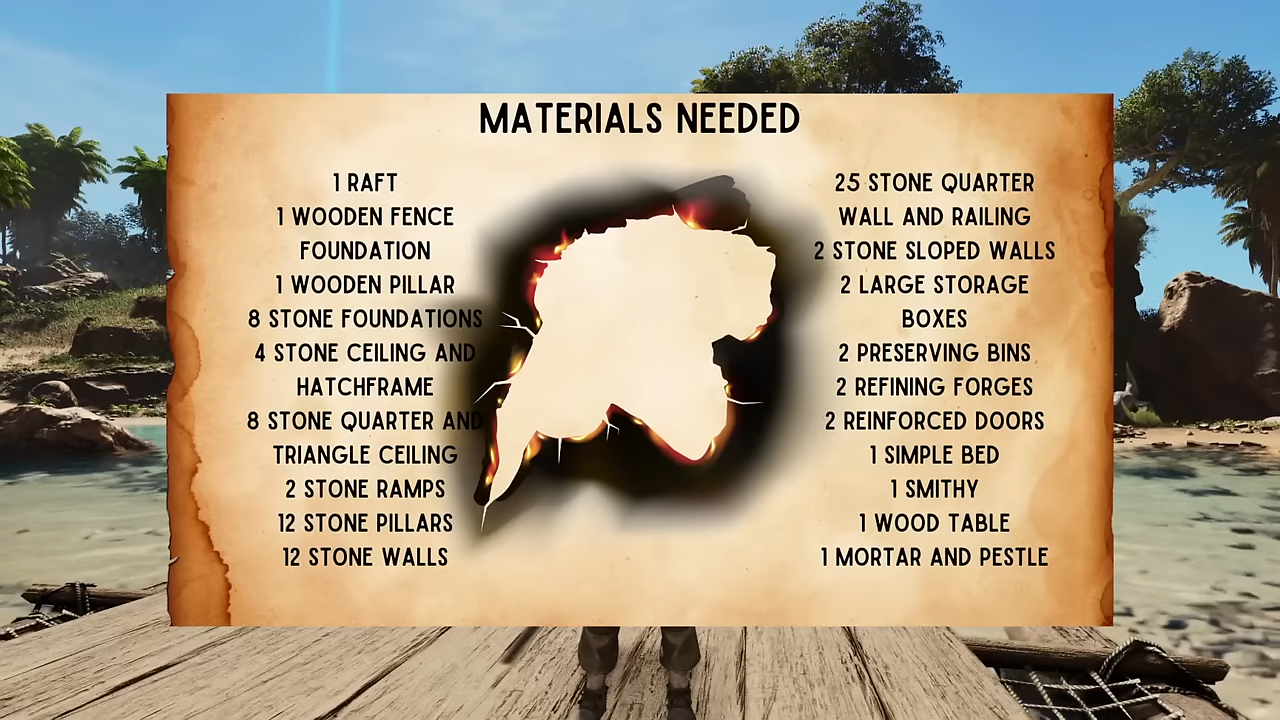 MATERIALS NEEDED
1 RAFT
1 WOODEN FENCE
FOUNDATION
1 WOODEN PILLAR
8 STONE FOUNDATIONS
4 STONE CEILING AND
HATCHFRAME
8 STONE QUARTER AND
TRIANGLE CEILING
2 STONE RAMPS
12 STONE PILLARS
12 STONE WALLS
25 STONE QUARTER
WALL AND RAILING
2 STONE SLOPED WALLS
2 LARGE STORAGE
BOXES
2 PRESERVING BINS
2 REFINING FORGES
2 REINFORCED DOORS
1 SIMPLE BED
1 SMITHY
1 WOOD TABLE
1 MORTAR AND PESTLE